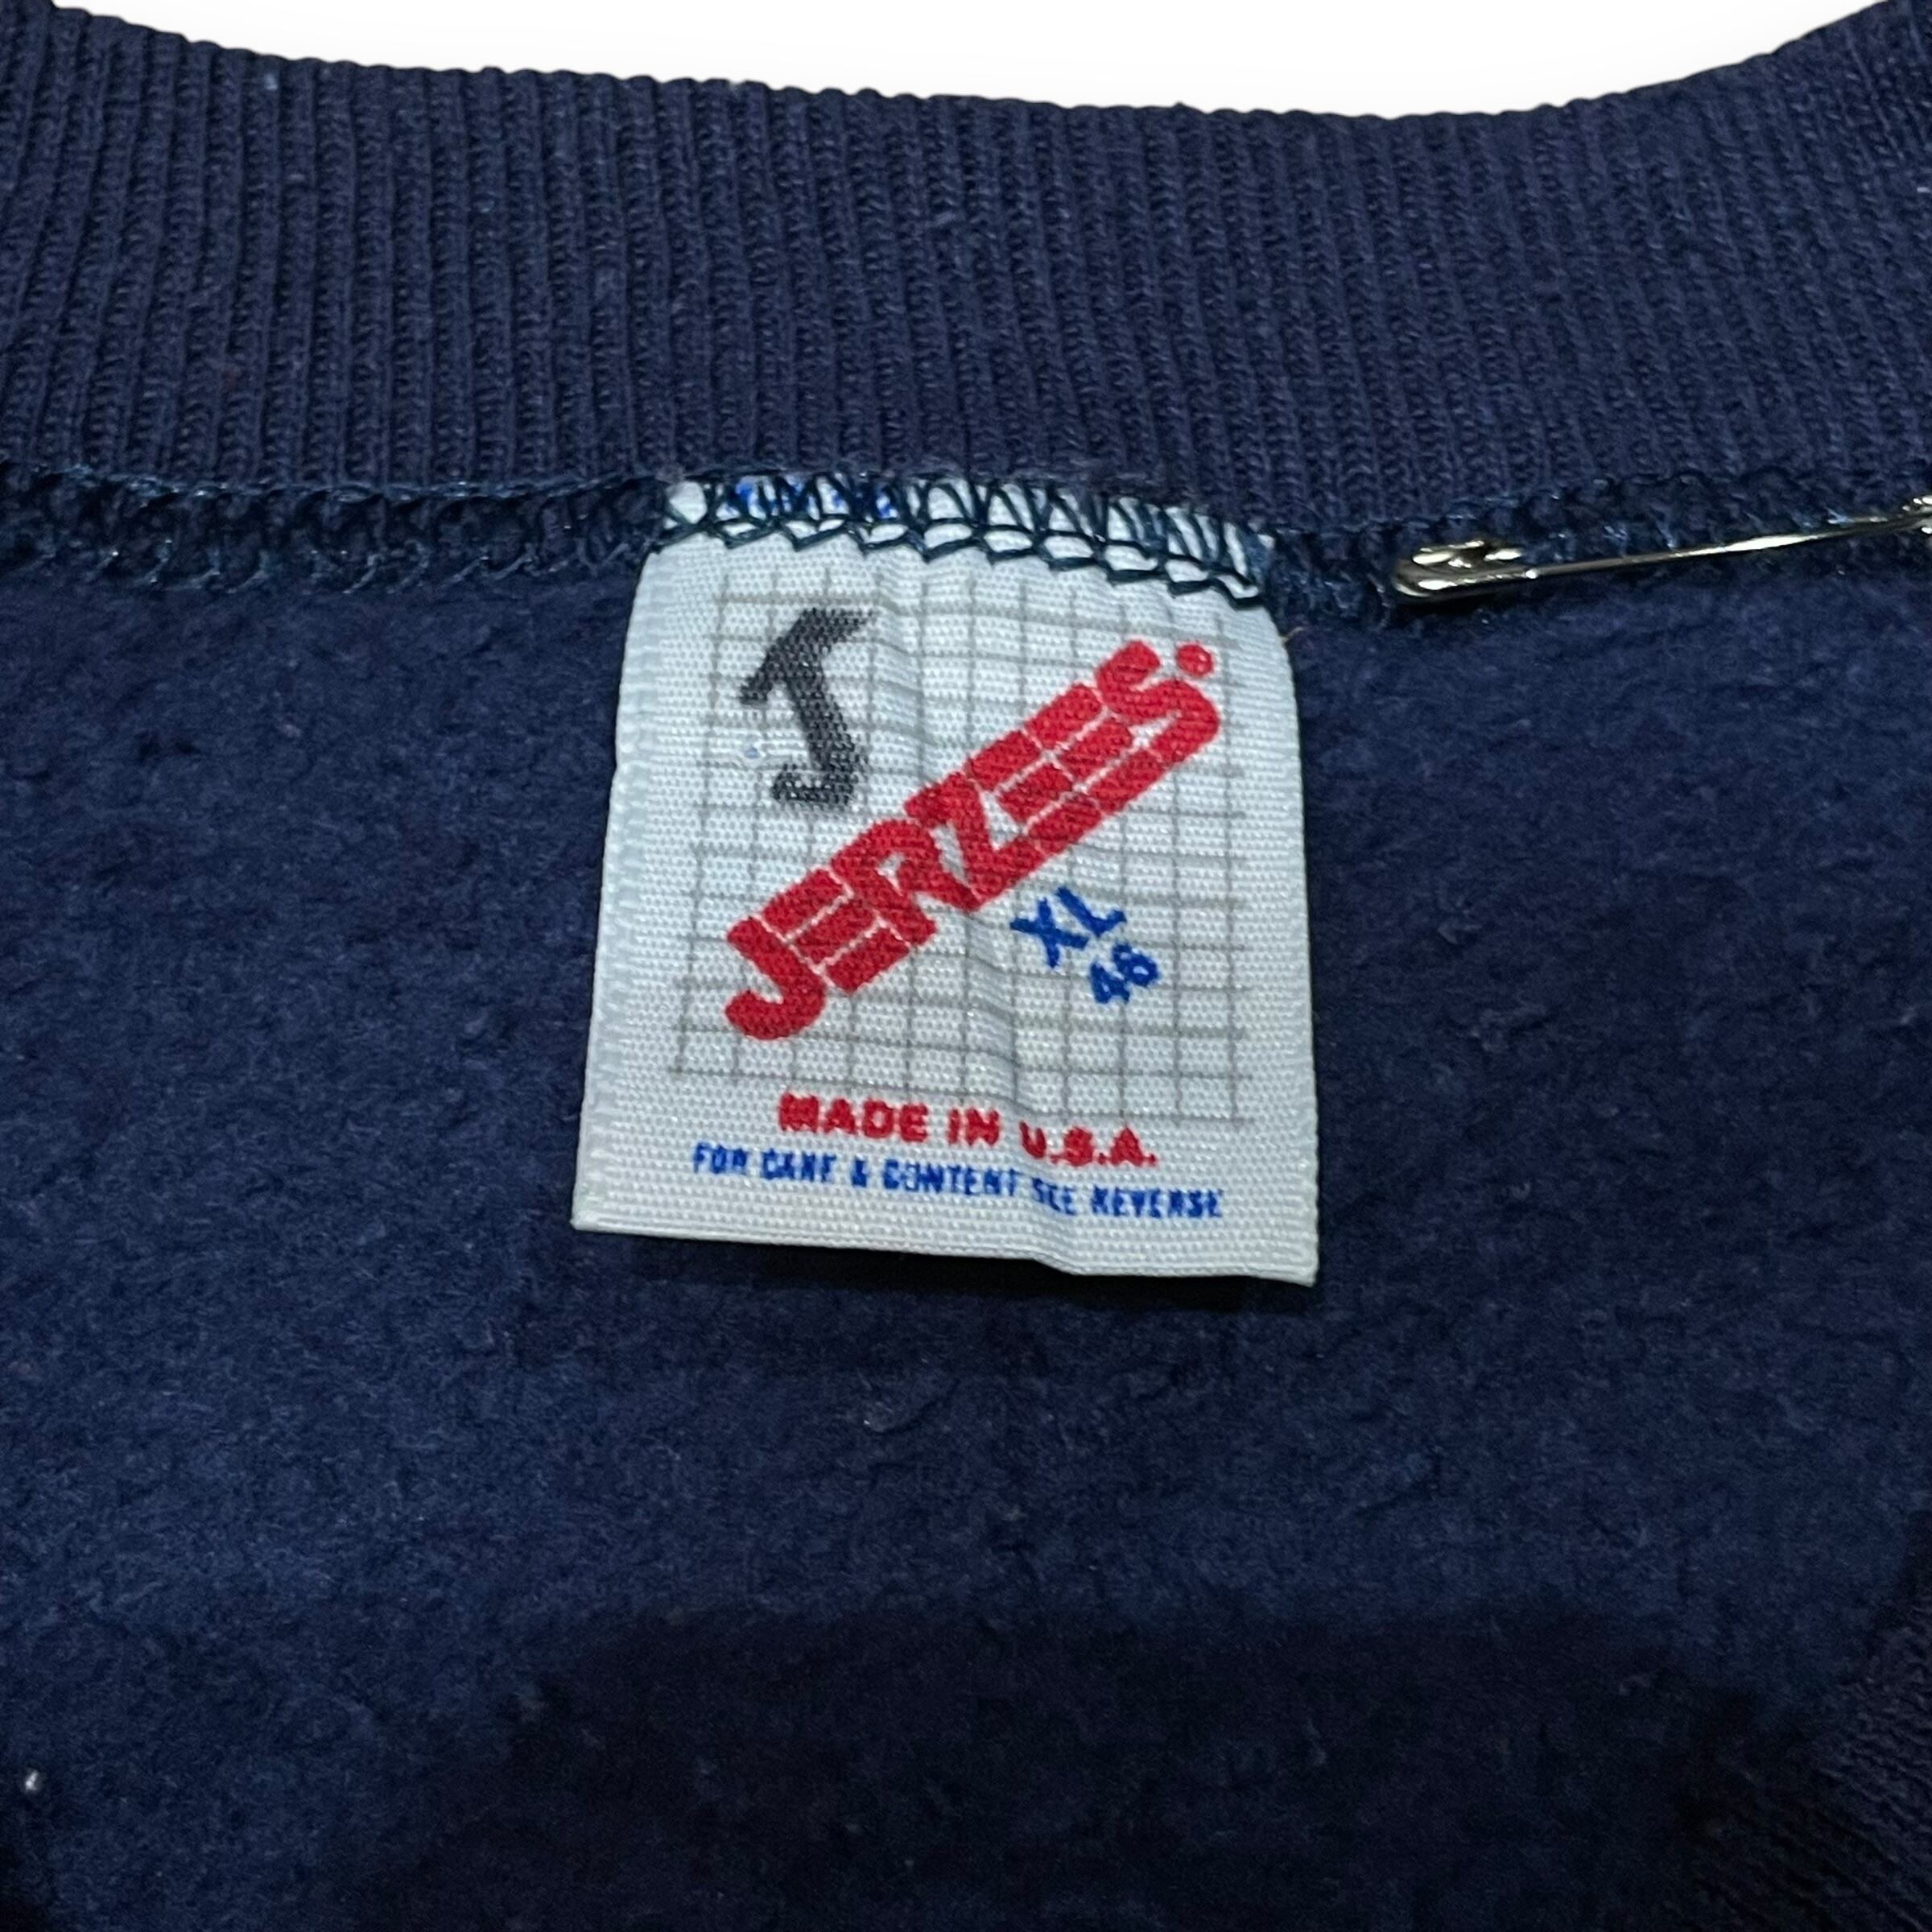 J
JERZEES.
XL
46
MADE IN U.S.A.
FOR CARE & CONTENT SEE REVERSE